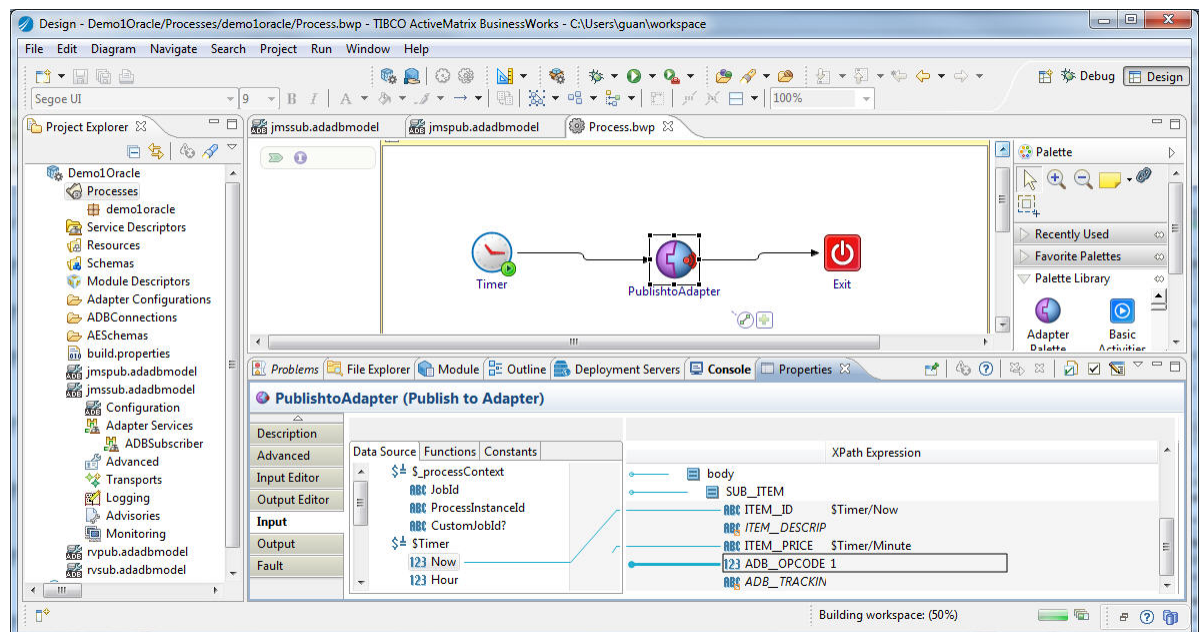 Design - Demo1Oracle/Processes/demo1oracle/Process.bwp - TIBCO ActiveMatrix BusinessWorks - C:\Users\guan\workspace
File Edit Diagram Navigate Search Project Run Window Help
Debug Design
Segoe UI 9 B I A 100%
Project Explorer
jmssub.adadbmodel jmspub.adadbmodel Process.bwp
Demo1Oracle
Processes
demo1oracle
Service Descriptors
Resources
Schemas
Module Descriptors
Adapter Configurations
ADBConnections
AESchemas
build.properties
jmspub.adadbmodel
jmssub.adadbmodel
Configuration
Adapter Services
ADBSubscriber
Advanced
Transports
Logging
Advisories
Monitoring
rvpub.adadbmodel
rvsub.adadbmodel
Timer
PublishtoAdapter
Exit
Palette
Recently Used
Favorite Palettes
Palette Library
Adapter Palette
Basic Activities
Problems File Explorer Module Outline Deployment Servers Console Properties
PublishtoAdapter (Publish to Adapter)
Description
Advanced
Input Editor
Output Editor
Input
Output
Fault
Data Source Functions Constants
$_processContext
JobId
ProcessInstanceId
CustomJobId?
$Timer
Now
Hour
XPath Expression
body
SUB__ITEM
ITEM__ID $Timer/Now
ITEM__DESCRIP
ITEM__PRICE $Timer/Minute
ADB__OPCODE 1
ADB__TRACKIN
Building workspace: (50%)